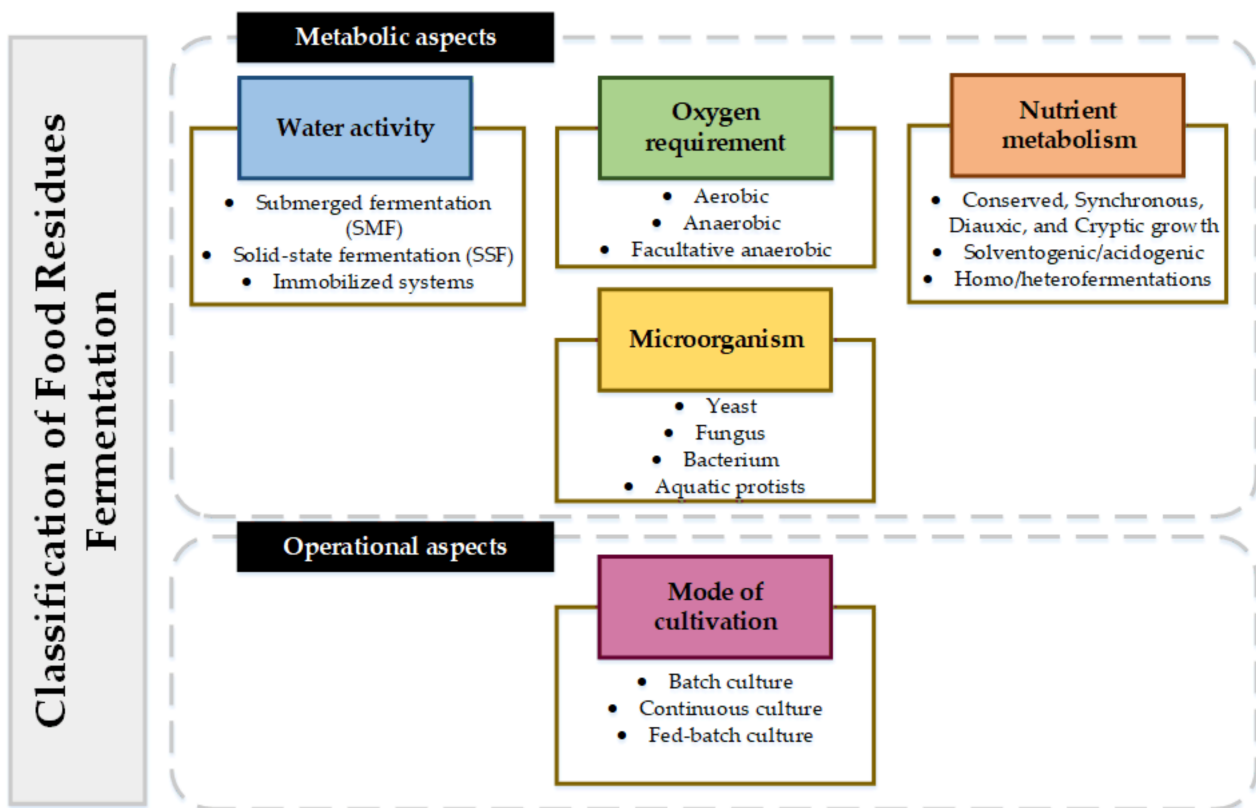 Classification of Food Residues
Fermentation
Metabolic aspects
Water activity
• Submerged fermentation
(SMF)
• Solid-state fermentation (SSF)
• Immobilized systems
Oxygen
requirement
• Aerobic
• Anaerobic
• Facultative anaerobic
Nutrient
metabolism
• Conserved, Synchronous,
Diauxic, and Cryptic growth
• Solventogenic/acidogenic
• Homo/heterofermentations
Microorganism
• Yeast
• Fungus
• Bacterium
• Aquatic protists
Operational aspects
Mode of
cultivation
• Batch culture
• Continuous culture
• Fed-batch culture